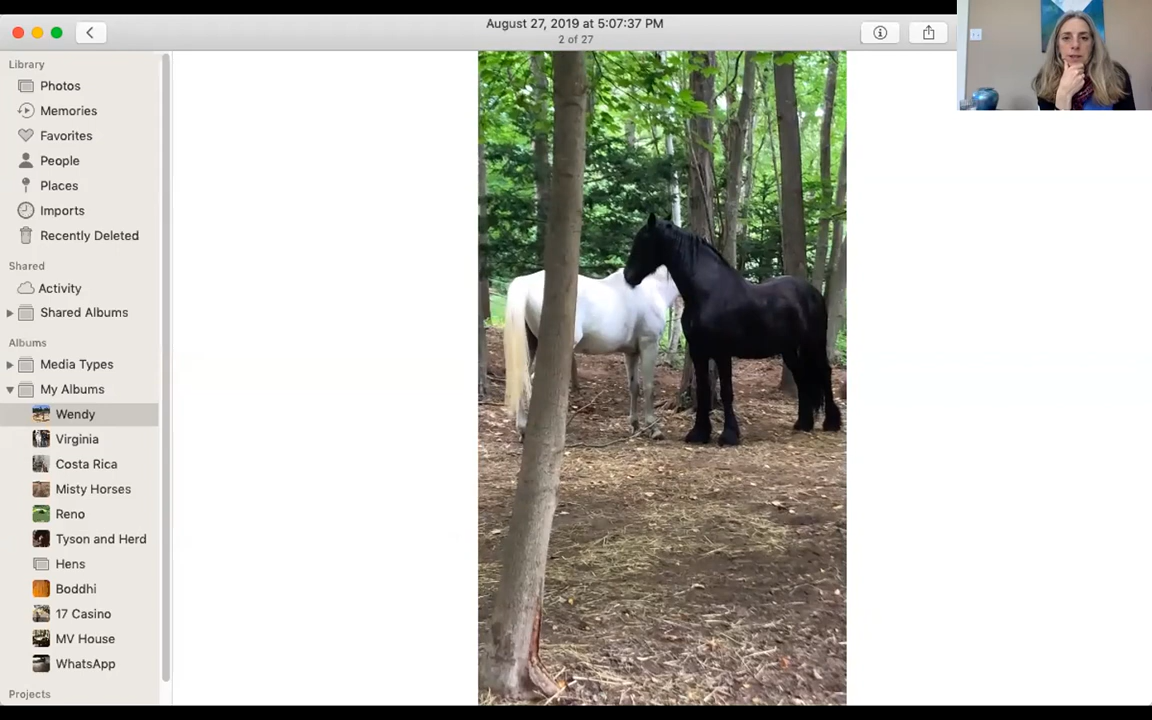 August 27, 2019 at 5:07:37 PM
2 of 27
Library
Photos
Memories
Favorites
People
Places
Imports
Recently Deleted
Shared
Activity
Shared Albums
Albums
Media Types
My Albums
Wendy
Virginia
Costa Rica
Misty Horses
Reno
Tyson and Herd
Hens
Boddhi
17 Casino
MV House
WhatsApp
Projects